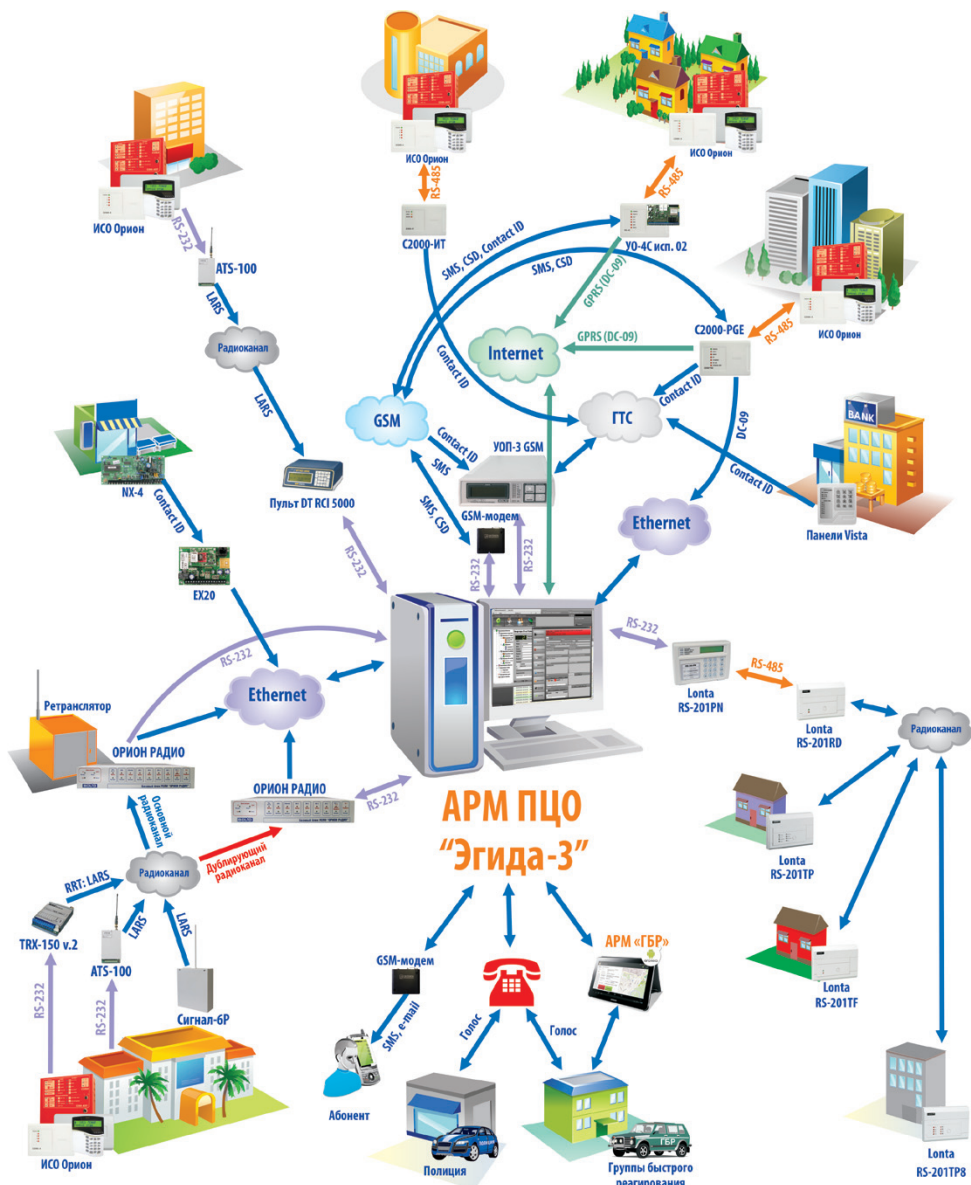 ИСО Орион
RS-485
С2000-ИТ
ИСО Орион
RS-485
УО-4С исп. 02
ИСО Орион
RS-232
ATS-100
LARS
Радиоканал
LARS
SMS, CSD, Contact ID
SMS, CSD
GPRS (DC-09)
Internet
GPRS (DC-09)
С2000-PGE
RS-485
ИСО Орион
Contact ID
GSM
Contact ID
SMS
ГТС
Contact ID
DC-09
BANK
Contact ID
Панели Vista
NX-4
Contact ID
EX20
Пульт DT RCI 5000
RS-232
УОП-3 GSM
SMS, CSD
GSM-модем
RS-232
RS-232
Ethernet
RS-232
Ethernet
RS-232
Lonta
RS-201PN
RS-485
Lonta
RS-201RD
Радиоканал
Ретранслятор
ОРИОН РАДИО
ОРИОН РАДИО
RS-232
Основной
радиоканал
Дублирующий
радиоканал
Радиоканал
АРМ ПЦО
“Эгида-3”
Lonta
RS-201TP
Lonta
RS-201TF
Lonta
RS-201TP8
RRT: LARS
TRX-150 v.2
LARS
ATS-100
LARS
Сигнал-6Р
RS-232
RS-232
ИСО Орион
GSM-модем
SMS, e-mail
Абонент
АРМ «ГБР»
Голос
Голос
Полиция
ГБР
Группы быстрого
реагирования